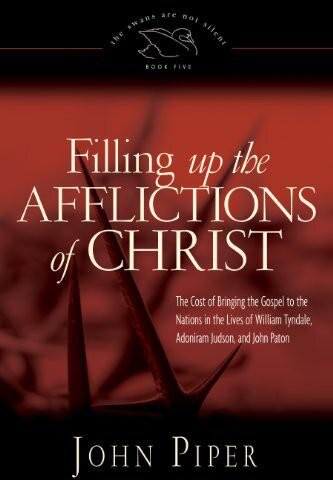 the swans are not silent
BOOK FIVE
Filling up the
AFFLICTIONS
of CHRIST
The Cost of Bringing the Gospel to the
Nations in the Lives of William Tyndale,
Adoniram Judson, and John Paton
JOHN PIPER